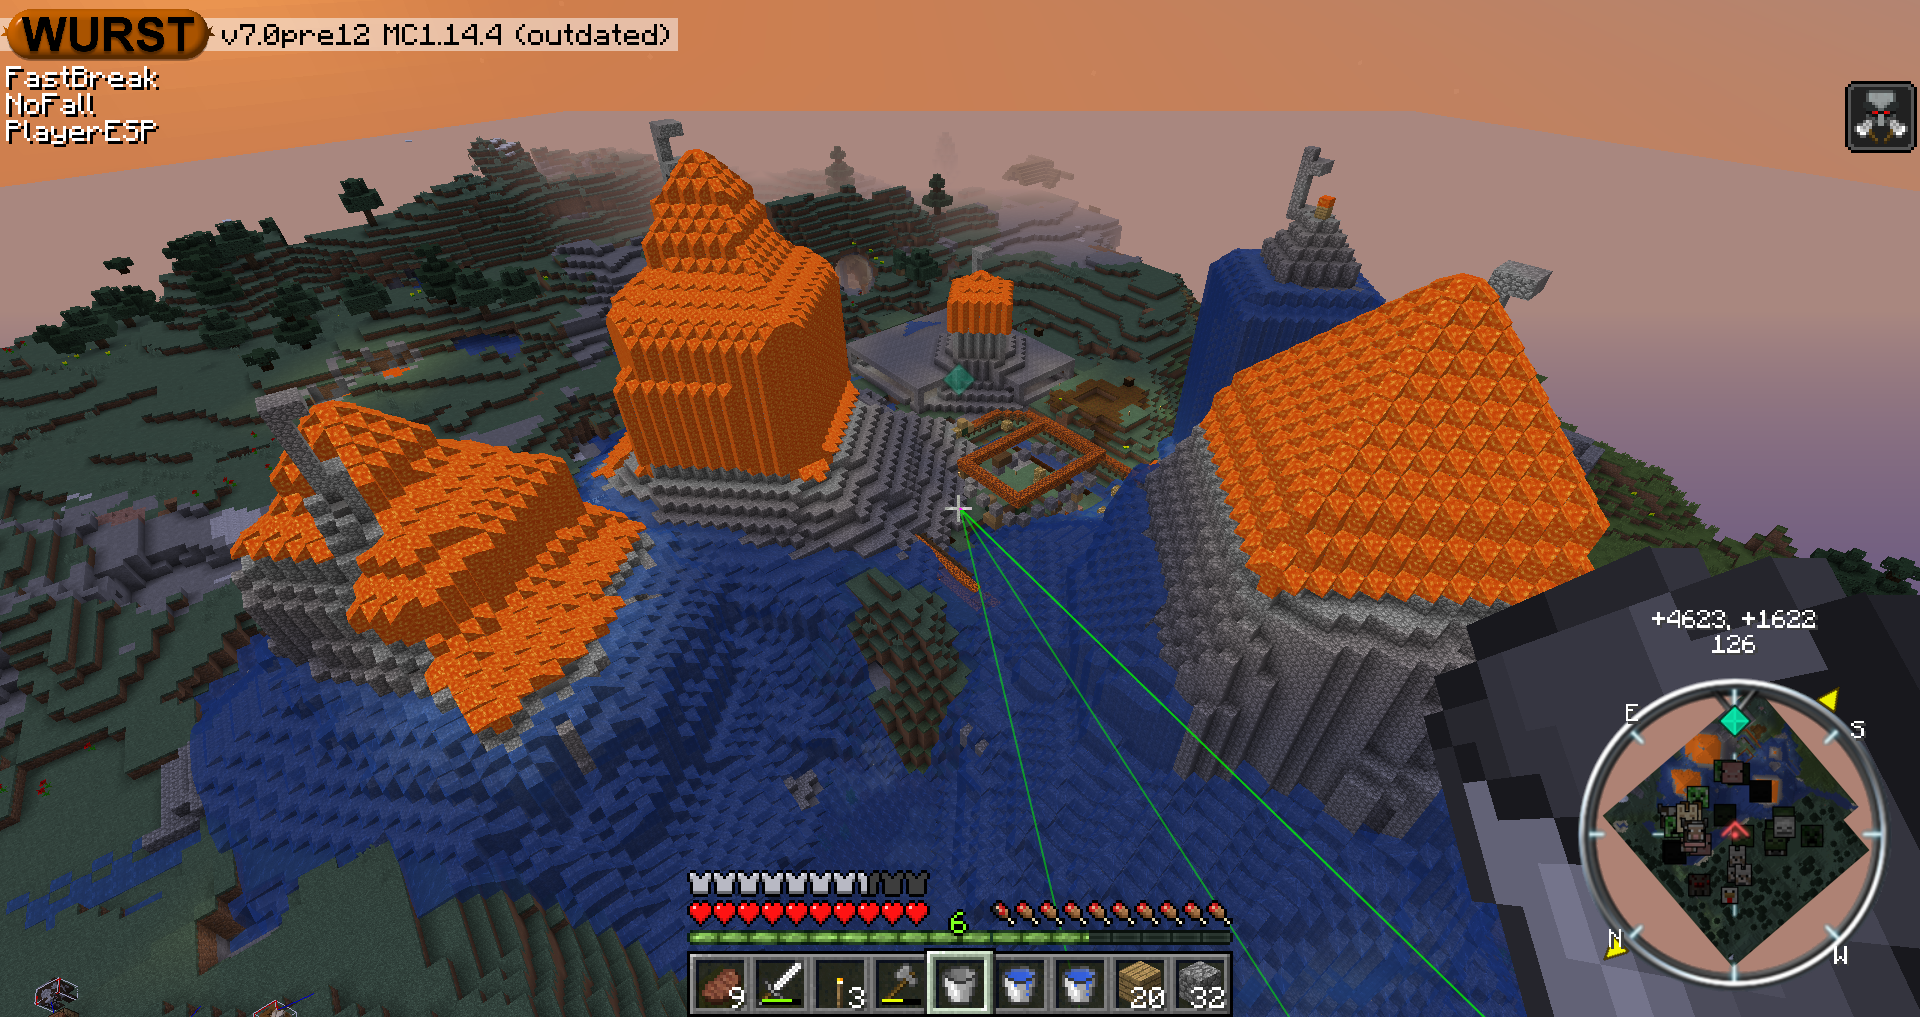 WURST v7.0pre12 MC1.14.4 (outdated)
FastBreak
NoFall
PlayerESP
+4623, +1622
126
E
S
N
W
6
9
3
20
32